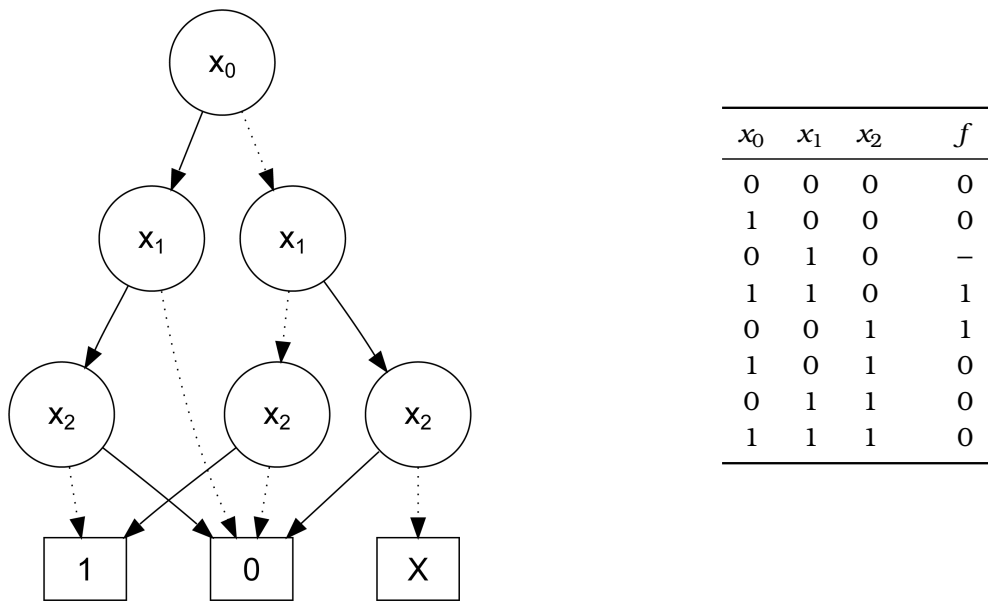 x₀
x₁ x₁
x₂ x₂ x₂
1 0 X
x₀ x₁ x₂ f
0 0 0 0
1 0 0 0
0 1 0 –
1 1 0 1
0 0 1 1
1 0 1 0
0 1 1 0
1 1 1 0